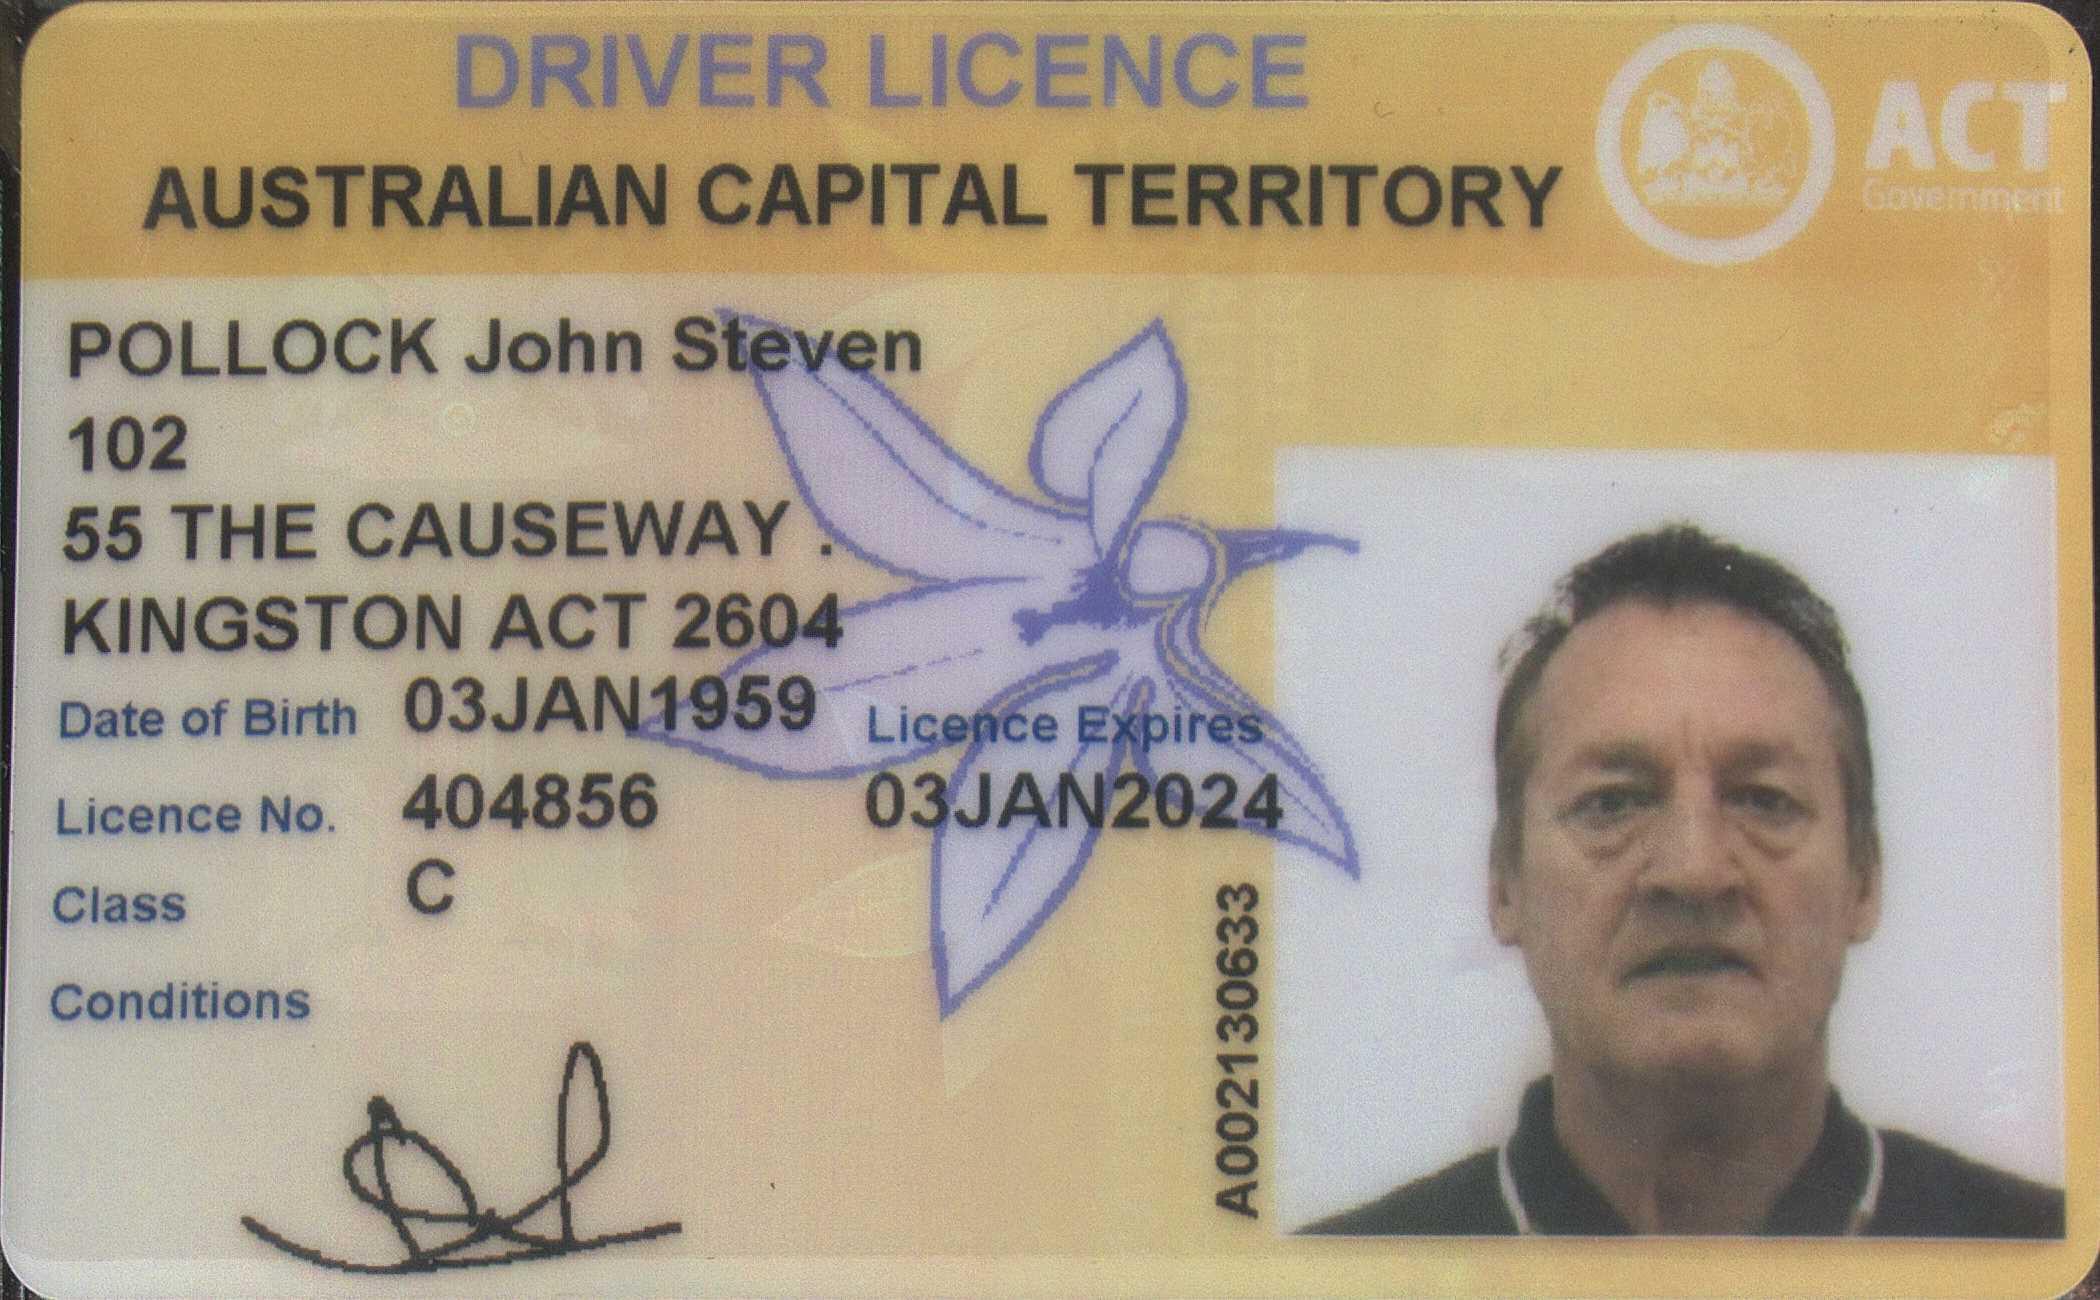 DRIVER LICENCE
AUSTRALIAN CAPITAL TERRITORY
ACT
Government
POLLOCK John Steven
102
55 THE CAUSEWAY .
KINGSTON ACT 2604
Date of Birth 03JAN1959
Licence Expires
Licence No. 404856
03JAN2024
Class C
Conditions
A002130633